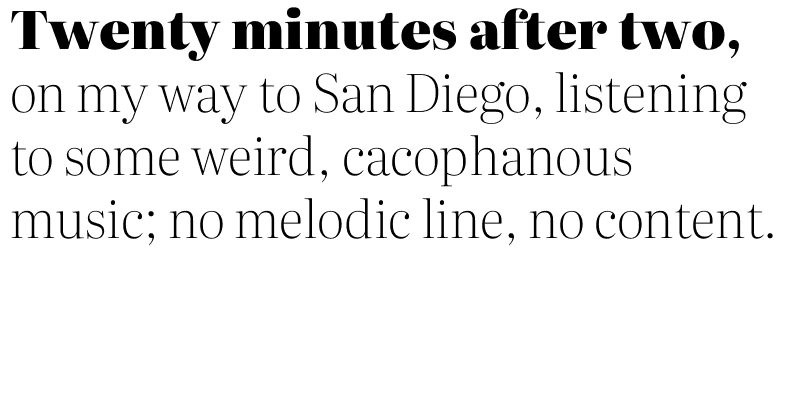 Twenty minutes after two,
on my way to San Diego, listening
to some weird, cacophanous
music; no melodic line, no content.